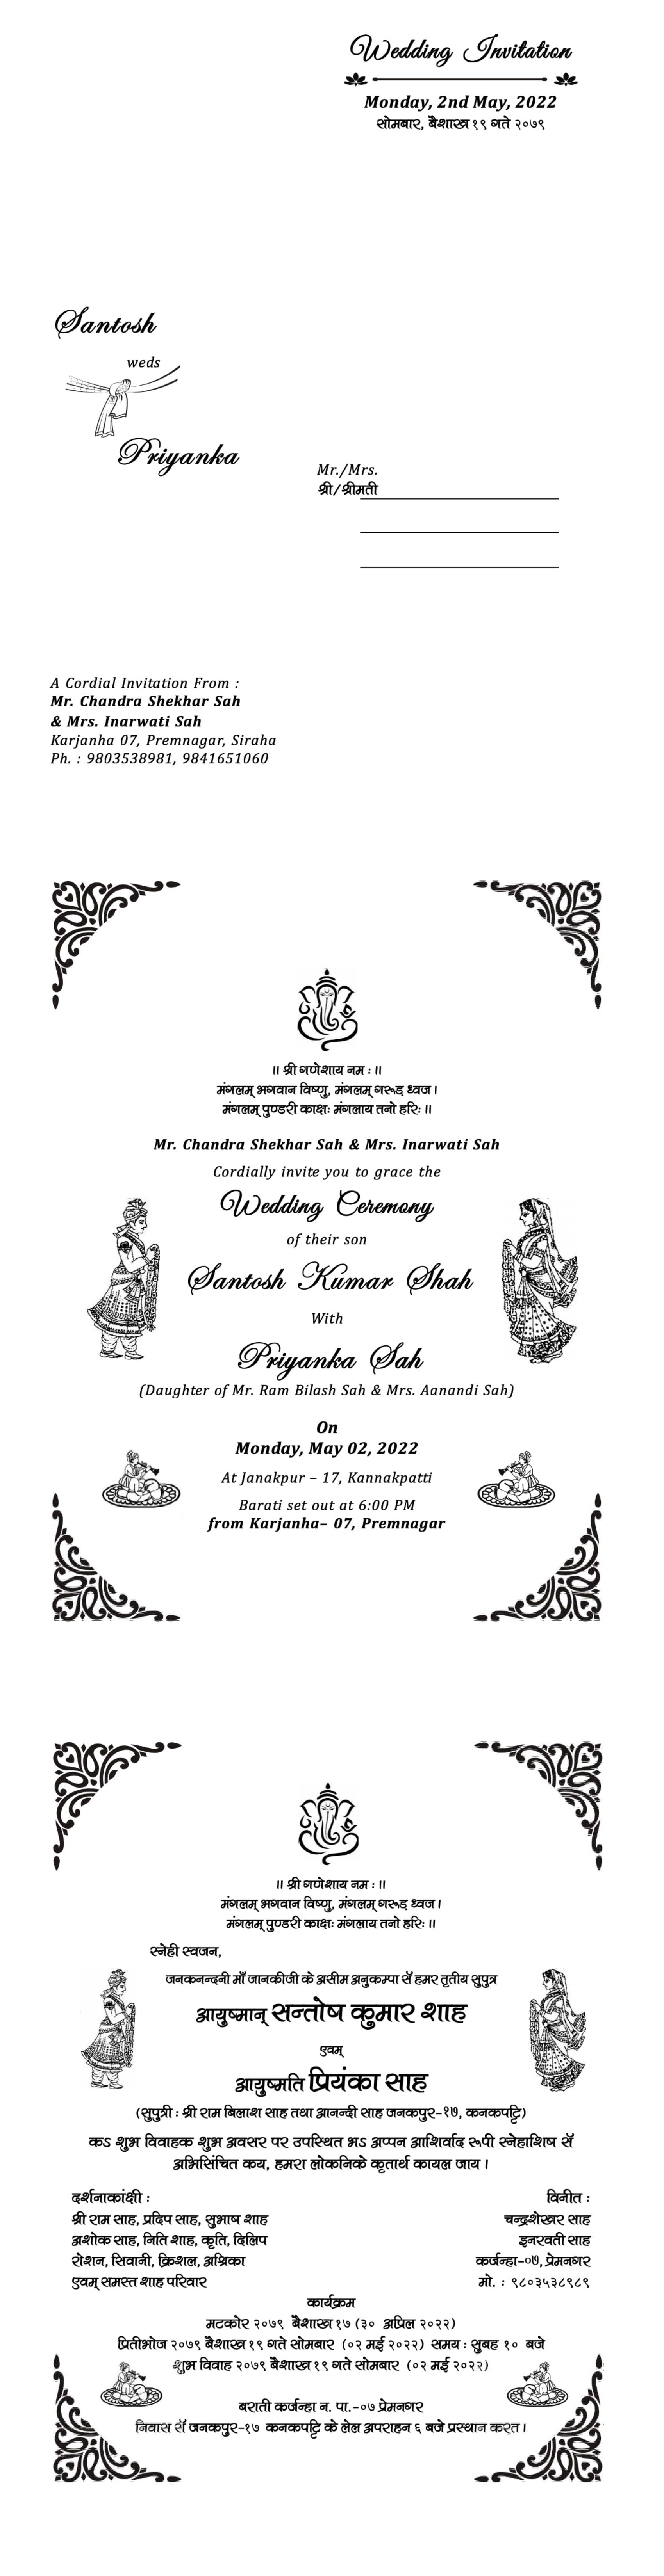 Wedding Invitation
Monday, 2nd May, 2022
सोमबार, बैशाख १९ गते २०७९
Santosh
weds
Priyanka
Mr./Mrs.
श्री/श्रीमती
A Cordial Invitation From :
Mr. Chandra Shekhar Sah
& Mrs. Inarwati Sah
Karjanha 07, Premnagar, Siraha
Ph. : 9803538981, 9841651060
॥ श्री गणेशाय नम : ॥
मंगलम् भगवान विष्णु, मंगलम् गरूड ध्वज ।
मंगलम् पुण्डरी काक्षः मंगलाय तनो हरिः ॥
Mr. Chandra Shekhar Sah & Mrs. Inarwati Sah
Cordially invite you to grace the
Wedding Ceremony
of their son
Santosh Kumar Shah
With
Priyanka Sah
(Daughter of Mr. Ram Bilash Sah & Mrs. Aanandi Sah)
On
Monday, May 02, 2022
At Janakpur – 17, Kannakpatti
Barati set out at 6:00 PM
from Karjanha– 07, Premnagar
॥ श्री गणेशाय नम : ॥
मंगलम् भगवान विष्णु, मंगलम् गरूड ध्वज ।
मंगलम् पुण्डरी काक्षः मंगलाय तनो हरिः ॥
स्नेही स्वजन,
जनकनन्दनी माँ जानकीजी के असीम अनुकम्पा सँ हमर तृतीय सुपुत्र
आयुष्मान् सन्तोष कुमार शाह
एवम्
आयुष्मति प्रियंका साह
(सुपुत्री : श्री राम बिलाश साह तथा आनन्दी साह जनकपुर-१७, कनकपट्टि)
कऽ शुभ विवाहक शुभ अवसर पर उपस्थित भऽ अप्पन आशिर्वाद रूपी स्नेहाशिष सँ
अभिसिंचित कय, हमरा लोकनिके कृतार्थ कायल जाय ।
दर्शनाकांक्षी :
श्री राम साह, प्रदिप साह, सुभाष शाह
अशोक साह, निति शाह, कृति, दिलिप
रोशन, सिवानी, क्रिशल, अश्रिका
एवम् समस्त शाह परिवार
विनीत :
चन्द्रशेखर साह
इनरवती साह
कर्जन्हा-०७, प्रेमनगर
मो. : ९८०३५३८९८९
कार्यक्रम
मटकोर २०७९ बैशाख १७ (३० अप्रिल २०२२)
प्रितीभोज २०७९ बैशाख १९ गते सोमबार (०२ मई २०२२) समय : सुबह १० बजे
शुभ विवाह २०७९ बैशाख १९ गते सोमबार (०२ मई २०२२)
बराती कर्जन्हा न. पा.-०७ प्रेमनगर
निवास सँ जनकपुर-१७ कनकपट्टि के लेल अपराहन ६ बजे प्रस्थान करत ।